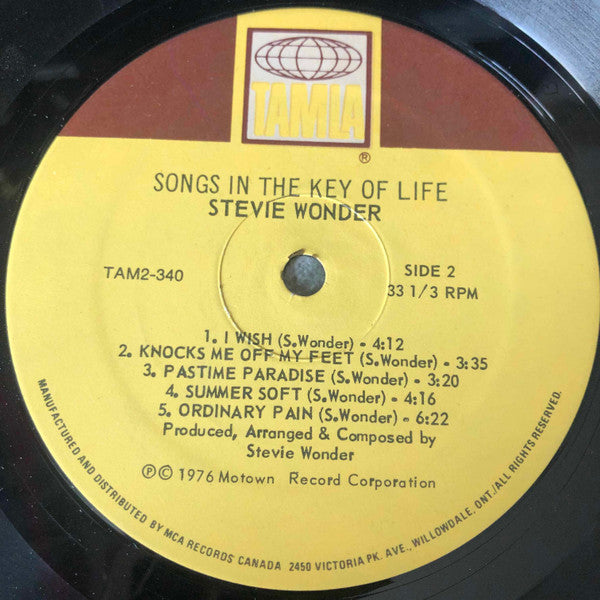 TAMLA
®
SONGS IN THE KEY OF LIFE
STEVIE WONDER
TAM2-340
SIDE 2
33 1/3 RPM
1. I WISH (S.Wonder) - 4:12
2. KNOCKS ME OFF MY FEET (S.Wonder) - 3:35
3. PASTIME PARADISE (S.Wonder) - 3:20
4. SUMMER SOFT (S.Wonder) - 4:16
5. ORDINARY PAIN (S.Wonder) - 6:22
Produced, Arranged & Composed by
Stevie Wonder
℗© 1976 Motown Record Corporation
MANUFACTURED AND DISTRIBUTED BY MCA RECORDS CANADA 2450 VICTORIA PK. AVE., WILLOWDALE, ONT./ALL RIGHTS RESERVED.